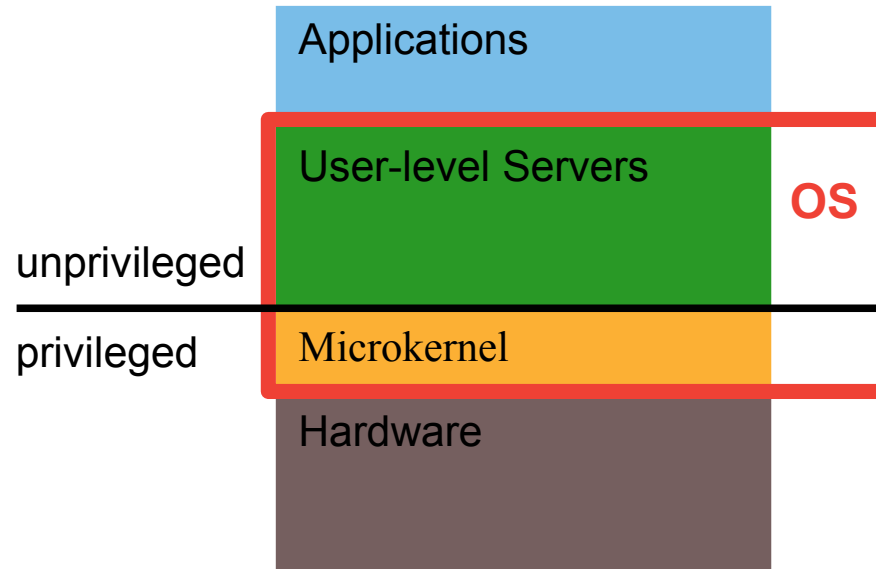 Applications
User-level Servers
OS
unprivileged
privileged
Microkernel
Hardware